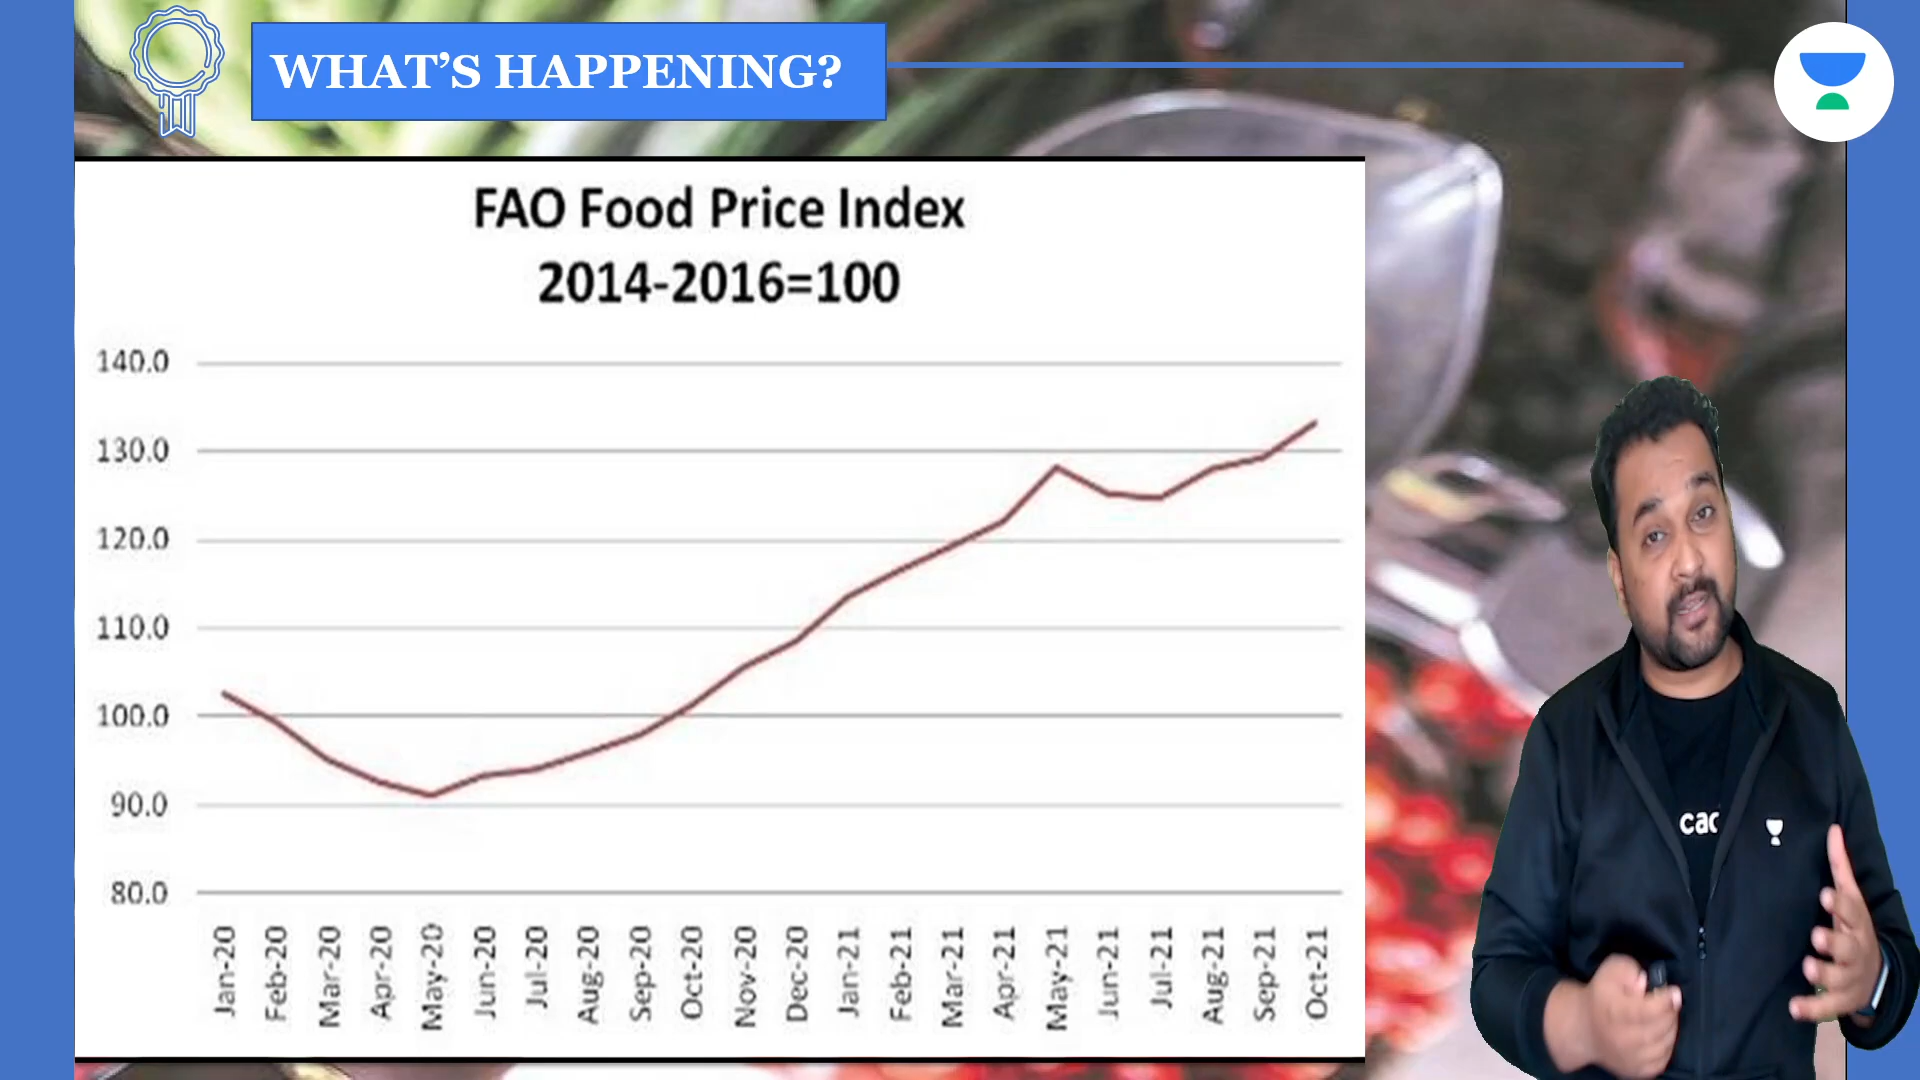 WHAT'S HAPPENING?
FAO Food Price Index
2014-2016=100
140.0
130.0
120.0
110.0
100.0
90.0
80.0
Jan-20
Feb-20
Mar-20
Apr-20
May-20
Jun-20
Jul-20
Aug-20
Sep-20
Oct-20
Nov-20
Dec-20
Jan-21
Feb-21
Mar-21
Apr-21
May-21
Jun-21
Jul-21
Aug-21
Sep-21
Oct-21